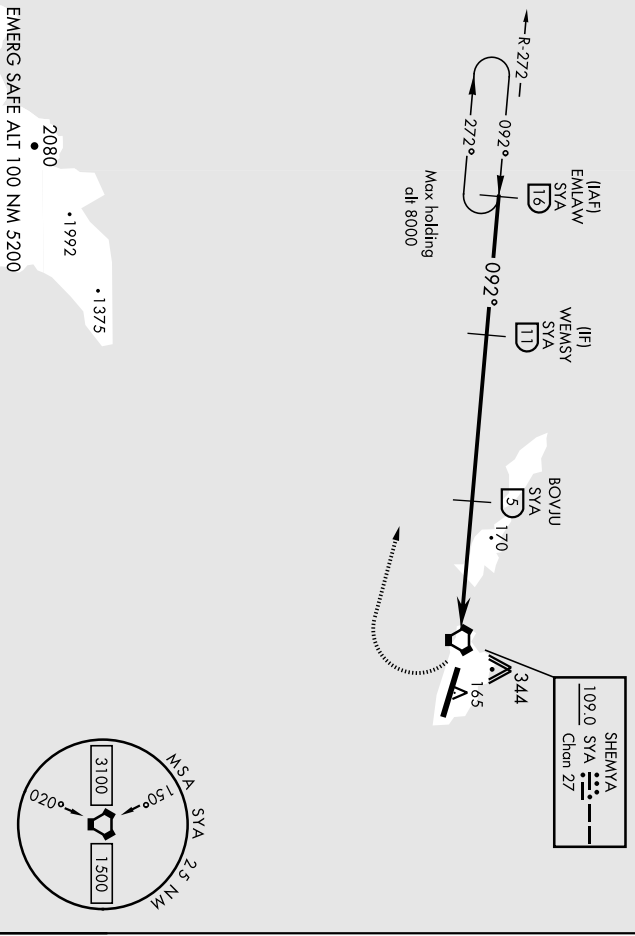 R-272
092°
272°
(IAF)
EMLAW
SYA
16
Max holding
alt 8000
092°
(IF)
WEMSY
SYA
11
BOVJU
SYA
5
170
344
165
SHEMYA
109.0 SYA
Chan 27
2080
1992
1375
EMERG SAFE ALT 100 NM 5200
MSA SYA 25 NM
150°
020°
3100
1500